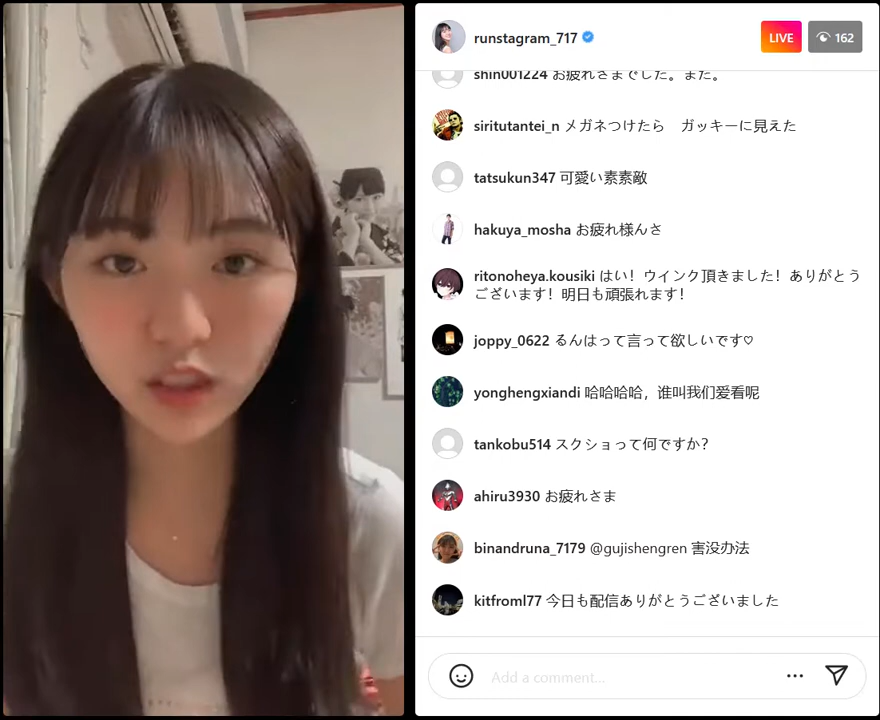 runstagram_717
LIVE
162
shin001224 お疲れさまでした。また。
siritutantei_n メガネつけたら　ガッキーに見えた
tatsukun347 可愛い素素敵
hakuya_mosha お疲れ様んさ
ritonoheya.kousiki はい！ウインク頂きました！ありがとう
ございます！明日も頑張れます！
joppy_0622 るんはって言って欲しいです♡
yonghengxiandi 哈哈哈哈，谁叫我们爱看呢
tankobu514 スクショって何ですか？
ahiru3930 お疲れさま
binandruna_7179 @gujishengren 害没办法
kitfroml77 今日も配信ありがとうございました
Add a comment...